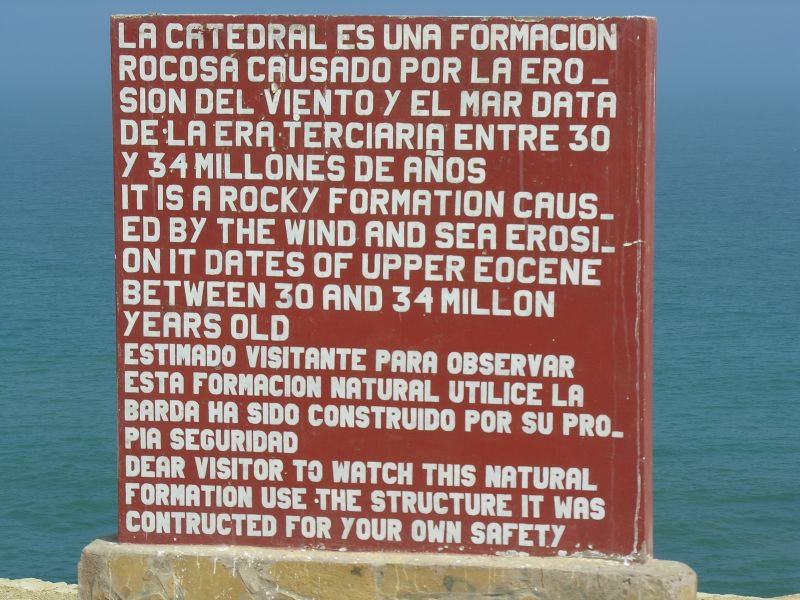 LA CATEDRAL ES UNA FORMACION
ROCOSA CAUSADO POR LA ERO_
SION DEL VIENTO Y EL MAR DATA
DE LA ERA TERCIARIA ENTRE 30
Y 34 MILLONES DE AÑOS
IT IS A ROCKY FORMATION CAUS_
ED BY THE WIND AND SEA EROSI_
ON IT DATES OF UPPER EOCENE
BETWEEN 30 AND 34 MILLON
YEARS OLD
ESTIMADO VISITANTE PARA OBSERVAR
ESTA FORMACION NATURAL UTILICE LA
BARDA HA SIDO CONSTRUIDO POR SU PRO_
PIA SEGURIDAD
DEAR VISITOR TO WATCH THIS NATURAL
FORMATION USE THE STRUCTURE IT WAS
CONTRUCTED FOR YOUR OWN SAFETY